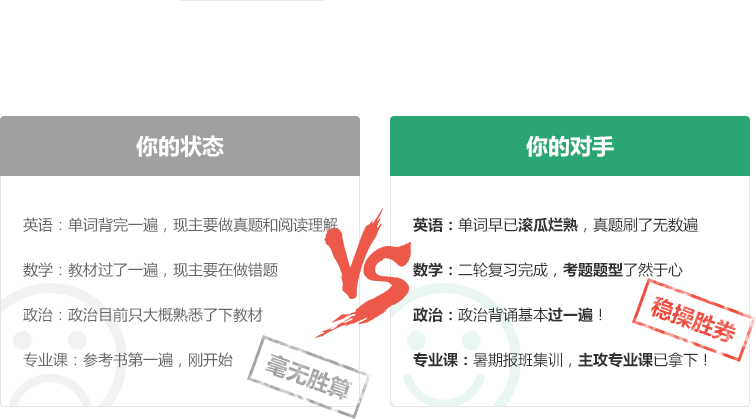 你的状态
英语：单词背完一遍，现主要做真题和阅读理解
数学：教材过了一遍，现主要在做错题
政治：政治目前只大概熟悉了下教材
专业课：参考书第一遍，刚开始
毫无胜算
VS
你的对手
英语：单词早已滚瓜烂熟，真题刷了无数遍
数学：二轮复习完成，考题题型了然于心
政治：政治背诵基本过一遍！
专业课：暑期报班集训，主攻专业课已拿下！
稳操胜券